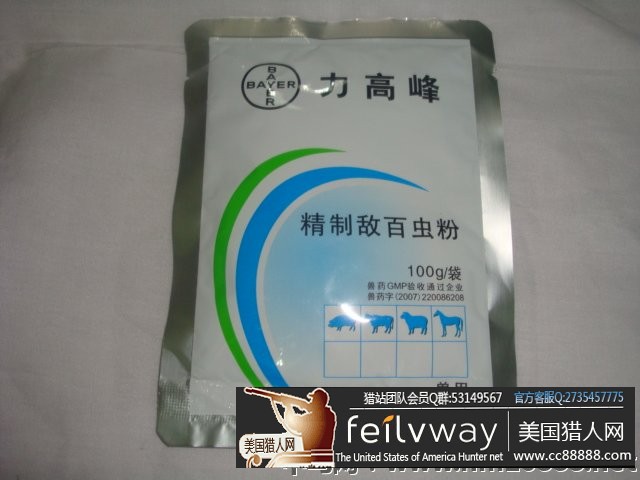 BAYER
BAYER
力高峰
精制敌百虫粉
100g/袋
兽药GMP验收通过企业
兽药字(2007)220086208
兽用
猎站团队会员Q群:53149567 官方客服Q:2735457775
美国猎人网
feilvway
美国猎人网
The United States of America Hunter net
www.cc88888.com